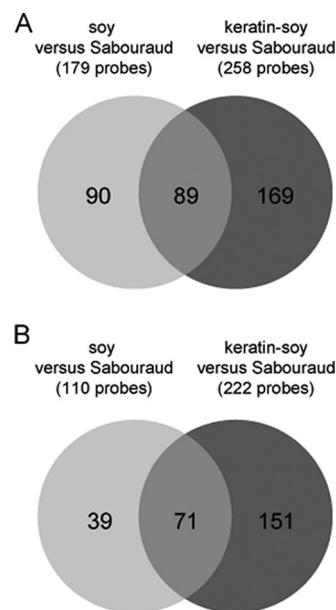 A
soy
versus Sabouraud
(179 probes)
keratin-soy
versus Sabouraud
(258 probes)
90
89
169
B
soy
versus Sabouraud
(110 probes)
keratin-soy
versus Sabouraud
(222 probes)
39
71
151